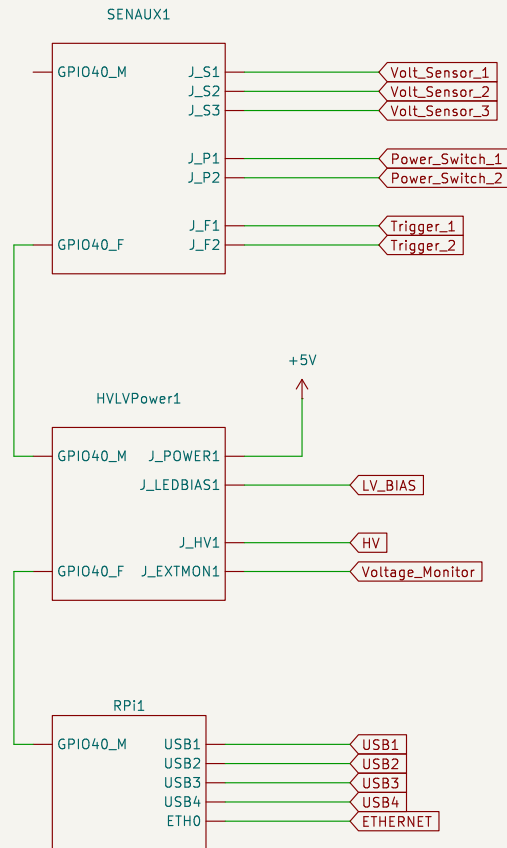 SENAUX1
GPIO40_M J_S1 Volt_Sensor_1
J_S2 Volt_Sensor_2
J_S3 Volt_Sensor_3
J_P1 Power_Switch_1
J_P2 Power_Switch_2
J_F1 Trigger_1
GPIO40_F J_F2 Trigger_2
+5V
HVLVPower1
GPIO40_M J_POWER1
J_LEDBIAS1 LV_BIAS
J_HV1 HV
GPIO40_F J_EXTMON1 Voltage_Monitor
RPi1
GPIO40_M USB1 USB1
USB2 USB2
USB3 USB3
USB4 USB4
ETH0 ETHERNET